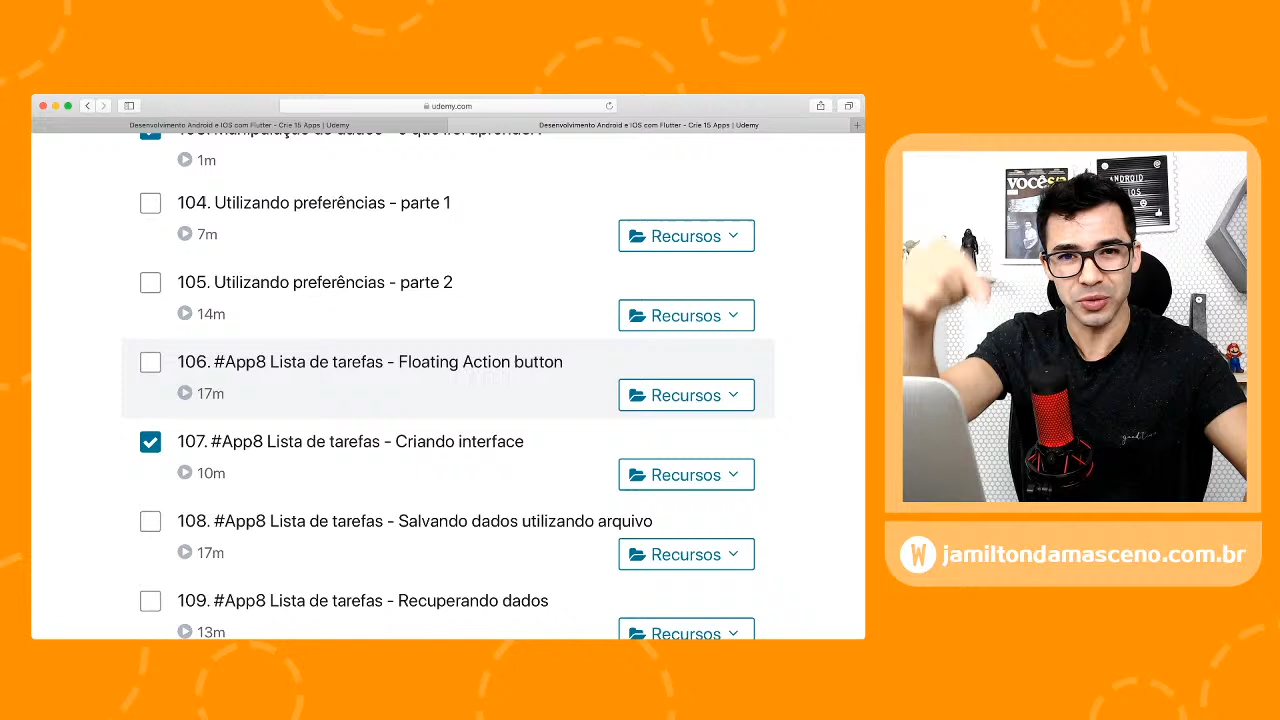 udemy.com
Desenvolvimento Android e IOS com Flutter - Crie 15 Apps | Udemy
Desenvolvimento Android e IOS com Flutter - Crie 15 Apps | Udemy
1m
104. Utilizando preferências - parte 1
7m
Recursos
105. Utilizando preferências - parte 2
14m
Recursos
106. #App8 Lista de tarefas - Floating Action button
17m
Recursos
107. #App8 Lista de tarefas - Criando interface
10m
Recursos
108. #App8 Lista de tarefas - Salvando dados utilizando arquivo
17m
Recursos
109. #App8 Lista de tarefas - Recuperando dados
13m
Recursos
ANDROID
W jamiltondamasceno.com.br